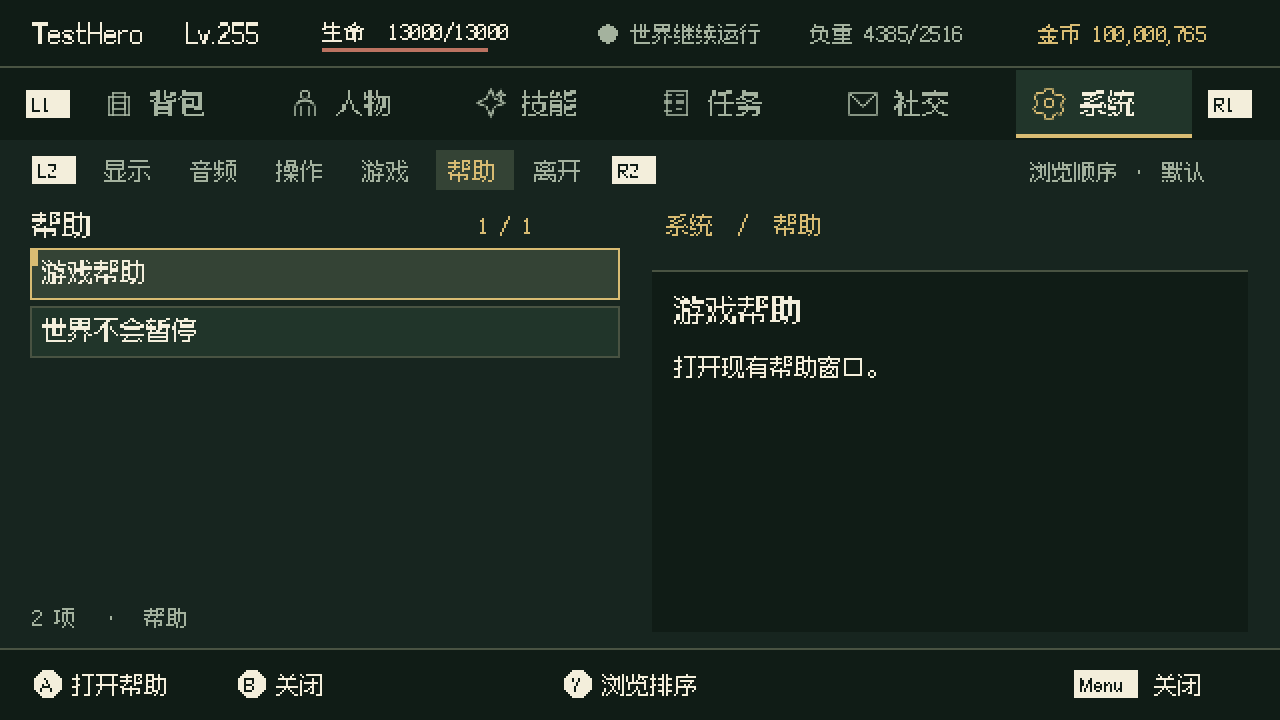 TestHero Lv.255 生命 13000/13000 世界继续运行 负重 4385/2516 金币 100,000,765
L1 背包 人物 技能 任务 社交 系统 R1
L2 显示 音频 操作 游戏 帮助 离开 R2 浏览顺序 · 默认
帮助 1 / 1
系统 / 帮助
游戏帮助
世界不会暂停
游戏帮助
打开现有帮助窗口。
2 项 · 帮助
A 打开帮助 B 关闭 Y 浏览排序 Menu 关闭